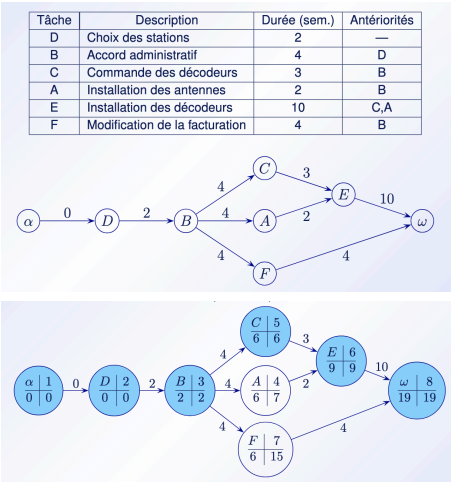 Tâche Description Durée (sem.) Antériorités
D Choix des stations 2 —
B Accord administratif 4 D
C Commande des décodeurs 3 B
A Installation des antennes 2 B
E Installation des décodeurs 10 C,A
F Modification de la facturation 4 B
C 3
4 E 10
α 0 D 2 B 4 A 2 ω
4 4
F
C 5
6 6
3
4 E 6
9 9
10
α 1
0 0
0
D 2
0 0
2
B 3
2 2
4
A 4
6 7
2
ω 8
19 19
4
F 7
6 15
4